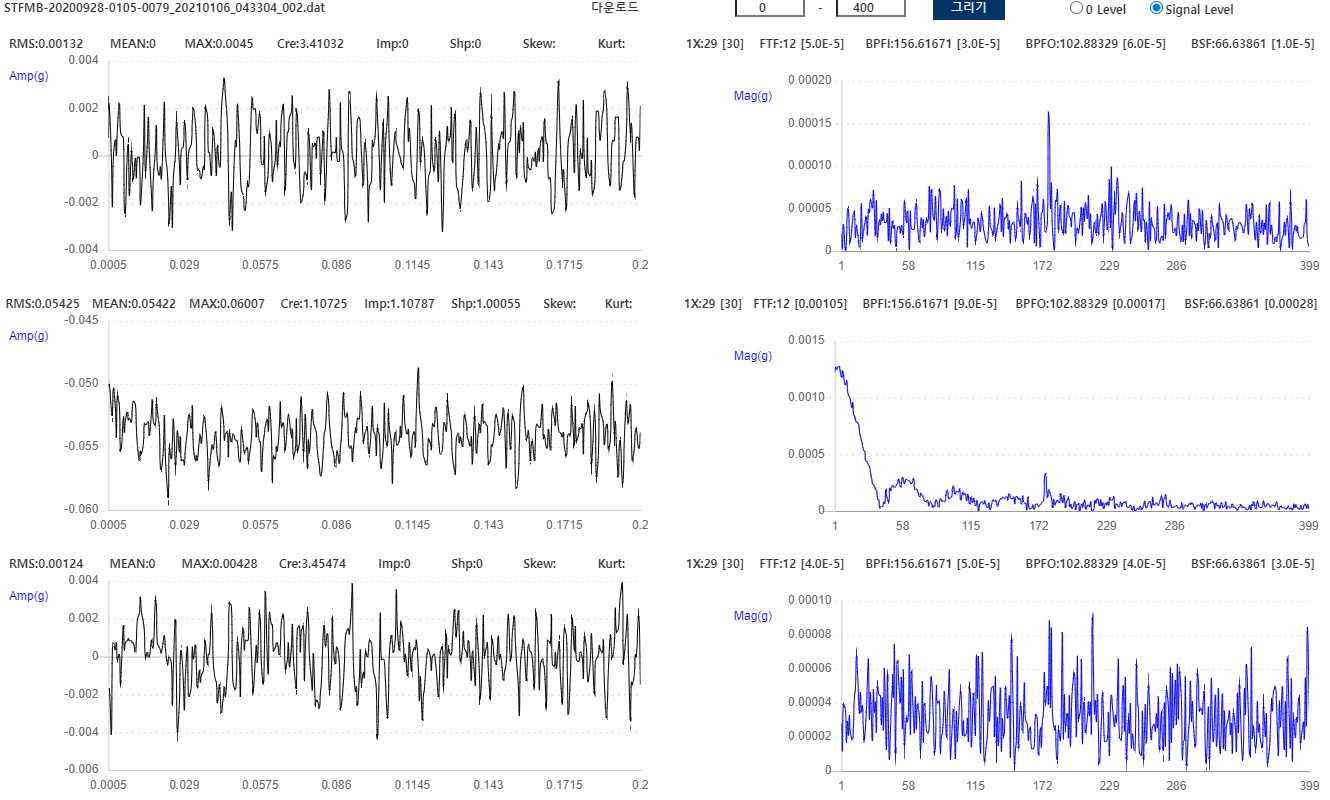 STFMB-20200928-0105-0079_20210106_043304_002.dat 다운로드 0 - 400 그리기 0 Level Signal Level
RMS:0.00132 MEAN:0 MAX:0.0045 Cre:3.41032 Imp:0 Shp:0 Skew: Kurt:
Amp(g)
0.004
0.002
0
-0.002
-0.004
0.0005 0.029 0.0575 0.086 0.1145 0.143 0.1715 0.2
1X:29 [30] FTF:12 [5.0E-5] BPFI:156.61671 [3.0E-5] BPFO:102.88329 [6.0E-5] BSF:66.63861 [1.0E-5]
Mag(g)
0.00020
0.00015
0.00010
0.00005
0
1 58 115 172 229 286 399
RMS:0.05425 MEAN:0.05422 MAX:0.06007 Cre:1.10725 Imp:1.10787 Shp:1.00055 Skew: Kurt:
Amp(g)
-0.045
-0.050
-0.055
-0.060
0.0005 0.029 0.0575 0.086 0.1145 0.143 0.1715 0.2
1X:29 [30] FTF:12 [0.00105] BPFI:156.61671 [9.0E-5] BPFO:102.88329 [0.00017] BSF:66.63861 [0.00028]
Mag(g)
0.0015
0.0010
0.0005
0
1 58 115 172 229 286 399
RMS:0.00124 MEAN:0 MAX:0.00428 Cre:3.45474 Imp:0 Shp:0 Skew: Kurt:
Amp(g)
0.004
0.002
0
-0.002
-0.004
-0.006
0.0005 0.029 0.0575 0.086 0.1145 0.143 0.1715 0.2
1X:29 [30] FTF:12 [4.0E-5] BPFI:156.61671 [5.0E-5] BPFO:102.88329 [4.0E-5] BSF:66.63861 [3.0E-5]
Mag(g)
0.00010
0.00008
0.00006
0.00004
0.00002
0
1 58 115 172 229 286 399